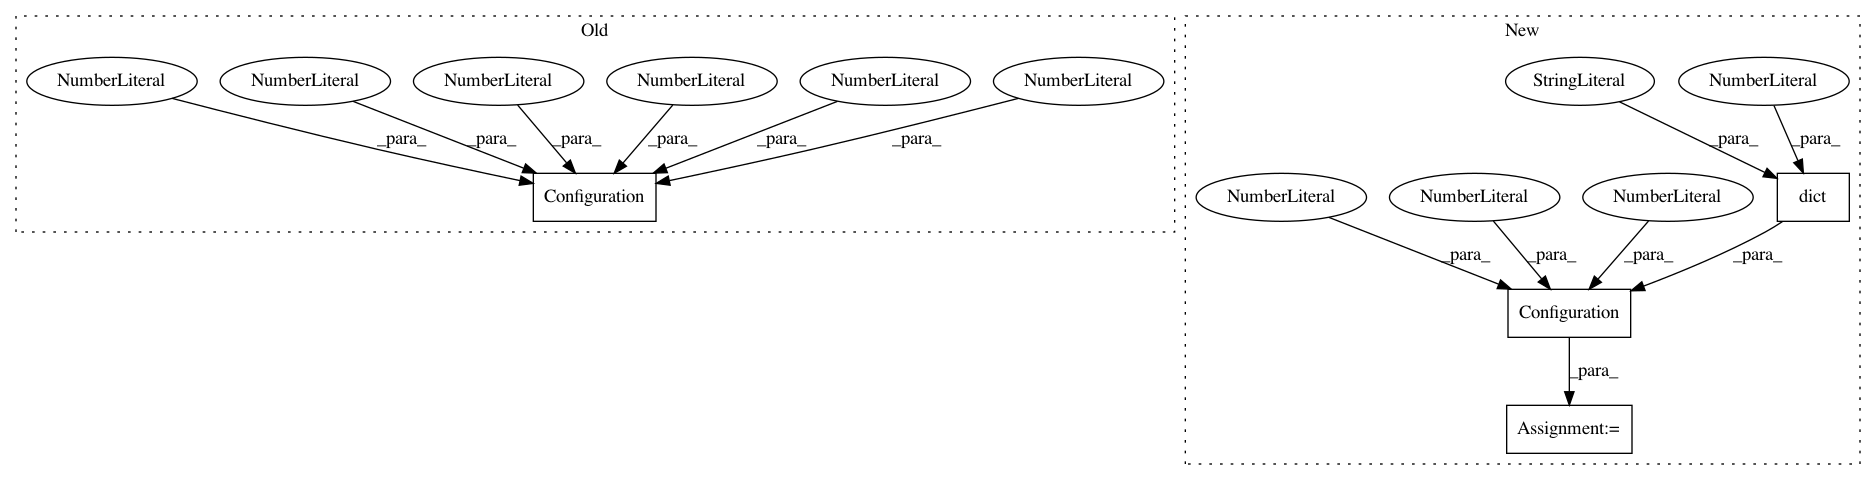 Old
NumberLiteral NumberLiteral NumberLiteral NumberLiteral NumberLiteral NumberLiteral
_para_ _para_ _para_ _para_ _para_ _para_
Configuration
New
StringLiteral NumberLiteral
_para_ _para_
NumberLiteral NumberLiteral NumberLiteral dict
_para_ _para_ _para_ _para_
Configuration
_para_
Assignment:=